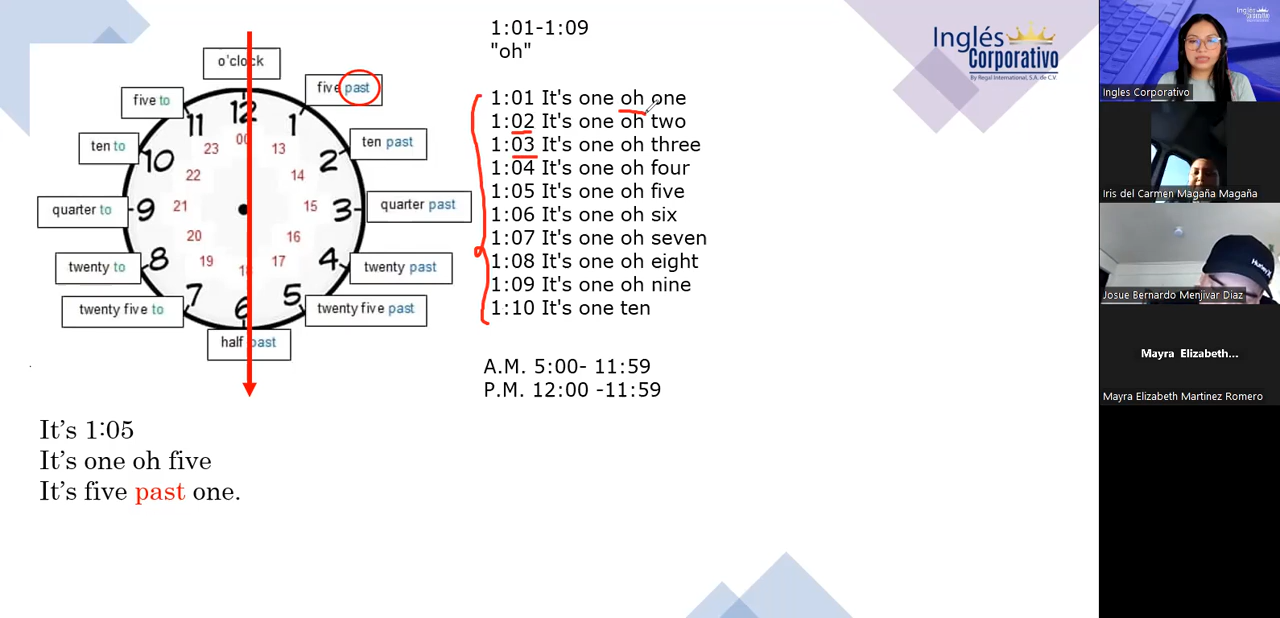 o'clock
five past
ten past
quarter past
twenty past
twenty five past
half past
twenty five to
twenty to
quarter to
ten to
five to
12
1
2
3
4
5
6
7
8
9
10
11
00
13
14
15
16
17
18
19
20
21
22
23
1:01-1:09
"oh"
1:01 It's one oh one
1:02 It's one oh two
1:03 It's one oh three
1:04 It's one oh four
1:05 It's one oh five
1:06 It's one oh six
1:07 It's one oh seven
1:08 It's one oh eight
1:09 It's one oh nine
1:10 It's one ten
A.M. 5:00- 11:59
P.M. 12:00 -11:59
It's 1:05
It's one oh five
It's five past one.
Inglés
Corporativo
By Regal International, S.A. de C.V.
Inglés
Ingles Corporativo
Iris del Carmen Magaña Magaña
Hurley
Josue Bernardo Menjivar Diaz
Mayra Elizabeth...
Mayra Elizabeth Martinez Romero